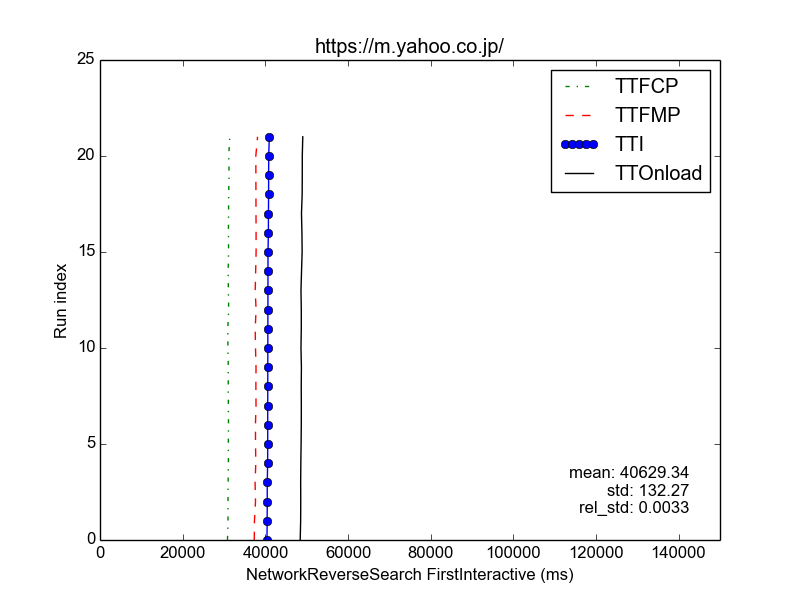 https://m.yahoo.co.jp/
25
20
15
10
5
0
Run index
TTFCP
TTFMP
TTI
TTOnload
mean: 40629.34
std: 132.27
rel_std: 0.0033
0 20000 40000 60000 80000 100000 120000 140000
NetworkReverseSearch FirstInteractive (ms)